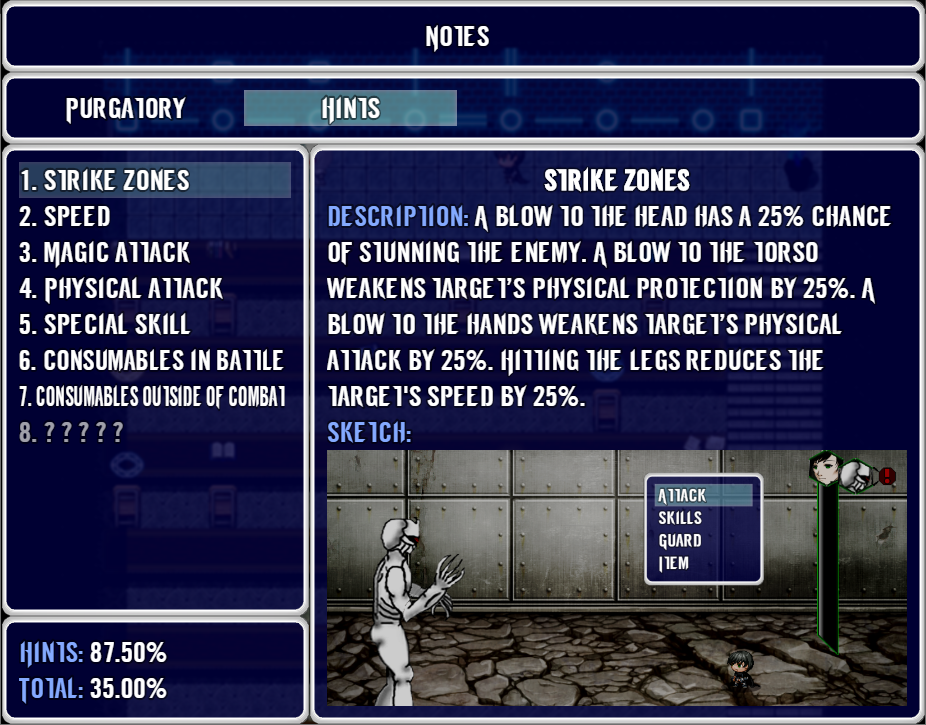 NOTES
PURGATORY
HINTS
1. STRIKE ZONES
2. SPEED
3. MAGIC ATTACK
4. PHYSICAL ATTACK
5. SPECIAL SKILL
6. CONSUMABLES IN BATTLE
7. CONSUMABLES OUTSIDE OF COMBAT
8. ? ? ? ? ?
HINTS: 87.50%
TOTAL: 35.00%
STRIKE ZONES
DESCRIPTION: A BLOW TO THE HEAD HAS A 25% CHANCE
OF STUNNING THE ENEMY. A BLOW TO THE TORSO
WEAKENS TARGET'S PHYSICAL PROTECTION BY 25%. A
BLOW TO THE HANDS WEAKENS TARGET'S PHYSICAL
ATTACK BY 25%. HITTING THE LEGS REDUCES THE
TARGET'S SPEED BY 25%.
SKETCH:
ATTACK
SKILLS
GUARD
ITEM